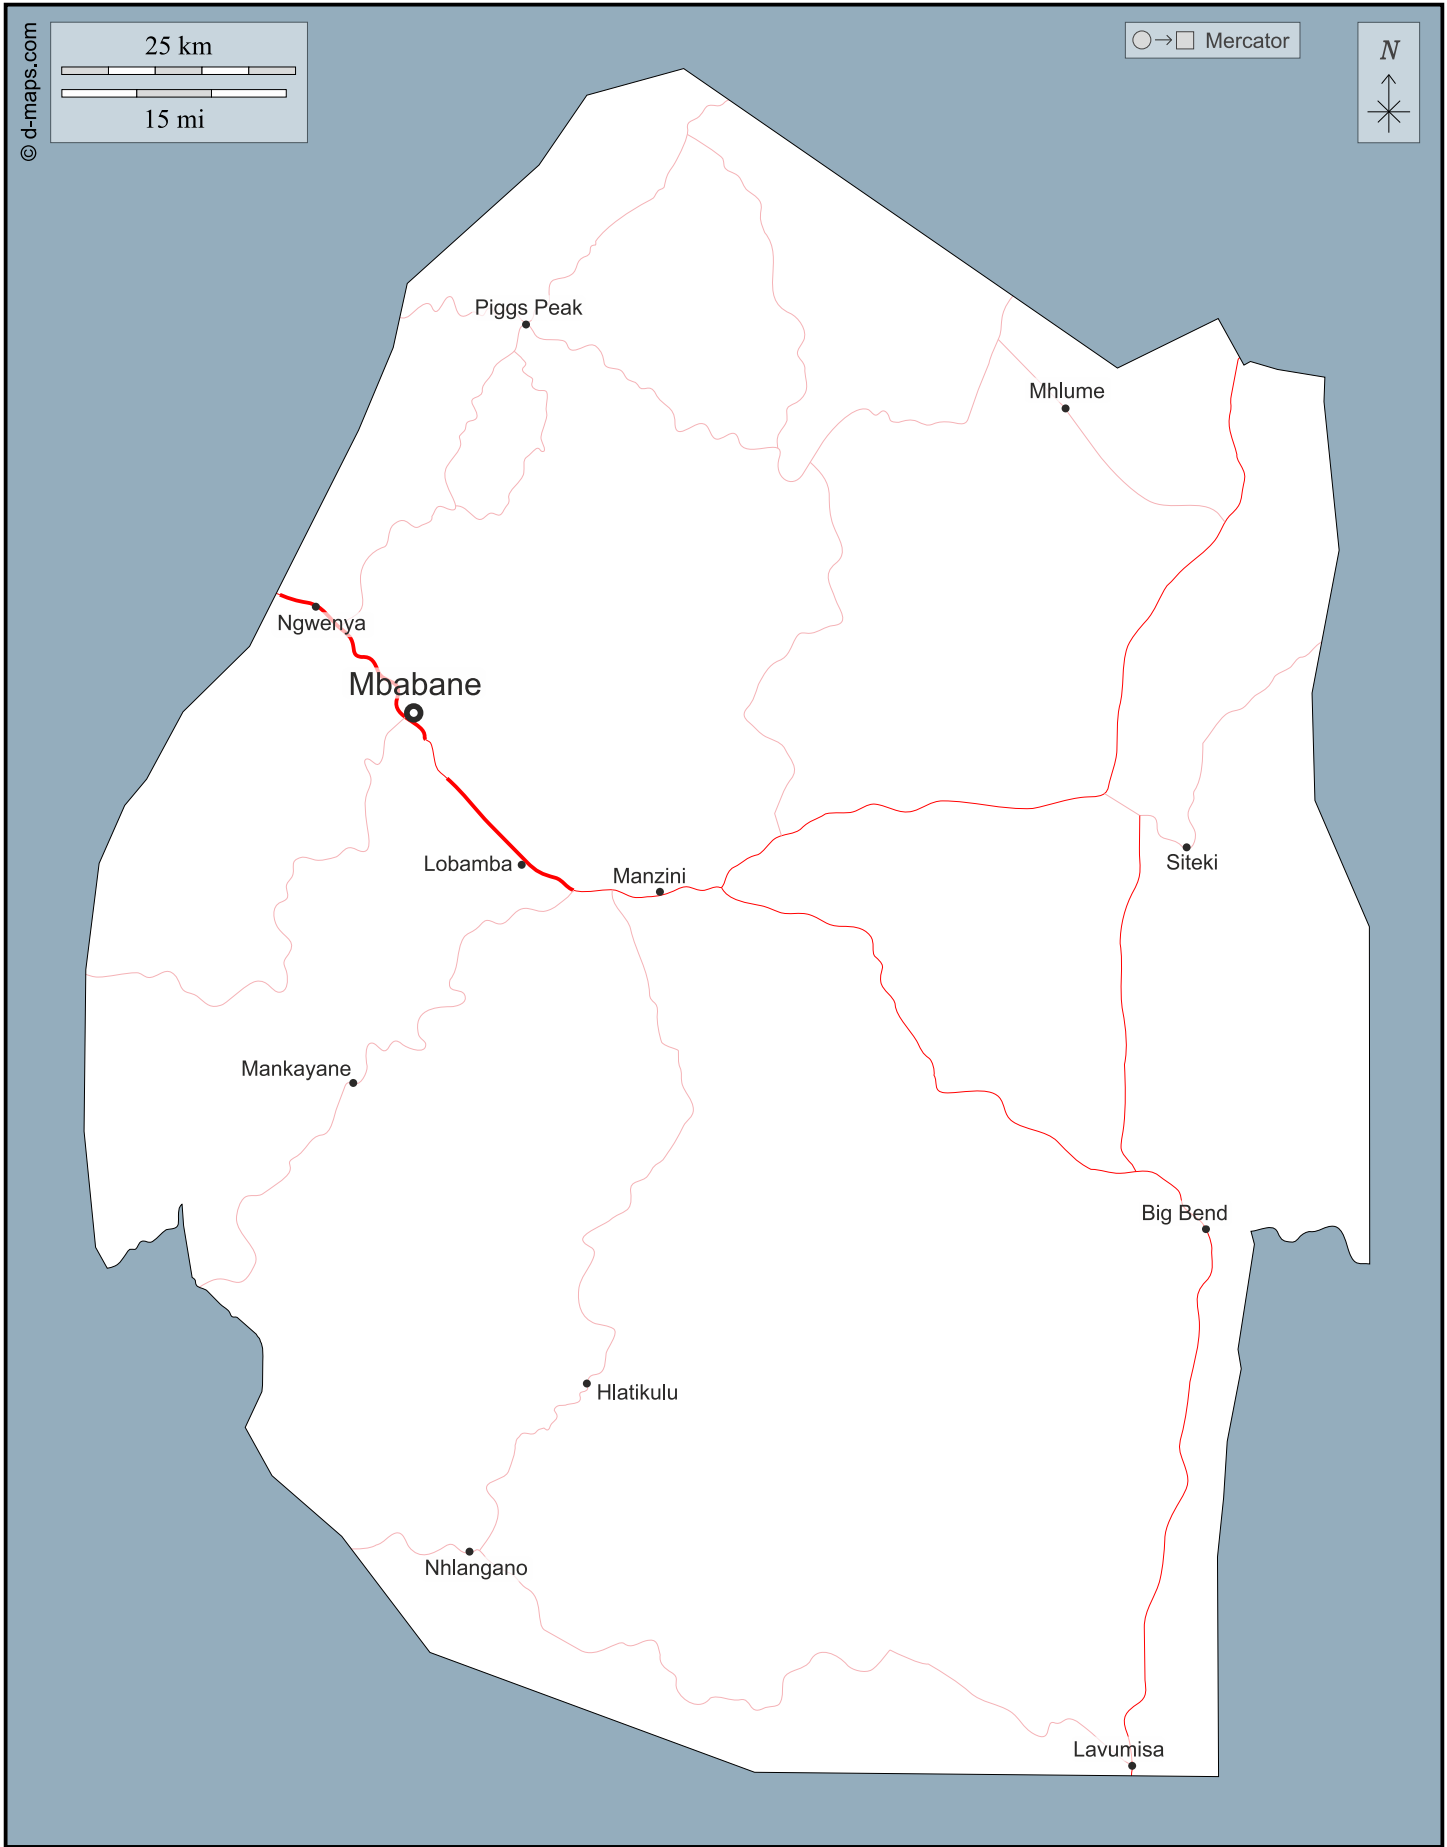 © d-maps.com
25 km
15 mi
Mercator
N
Piggs Peak
Mhlume
Ngwenya
Mbabane
Lobamba
Manzini
Siteki
Mankayane
Big Bend
Hlatikulu
Nhlangano
Lavumisa